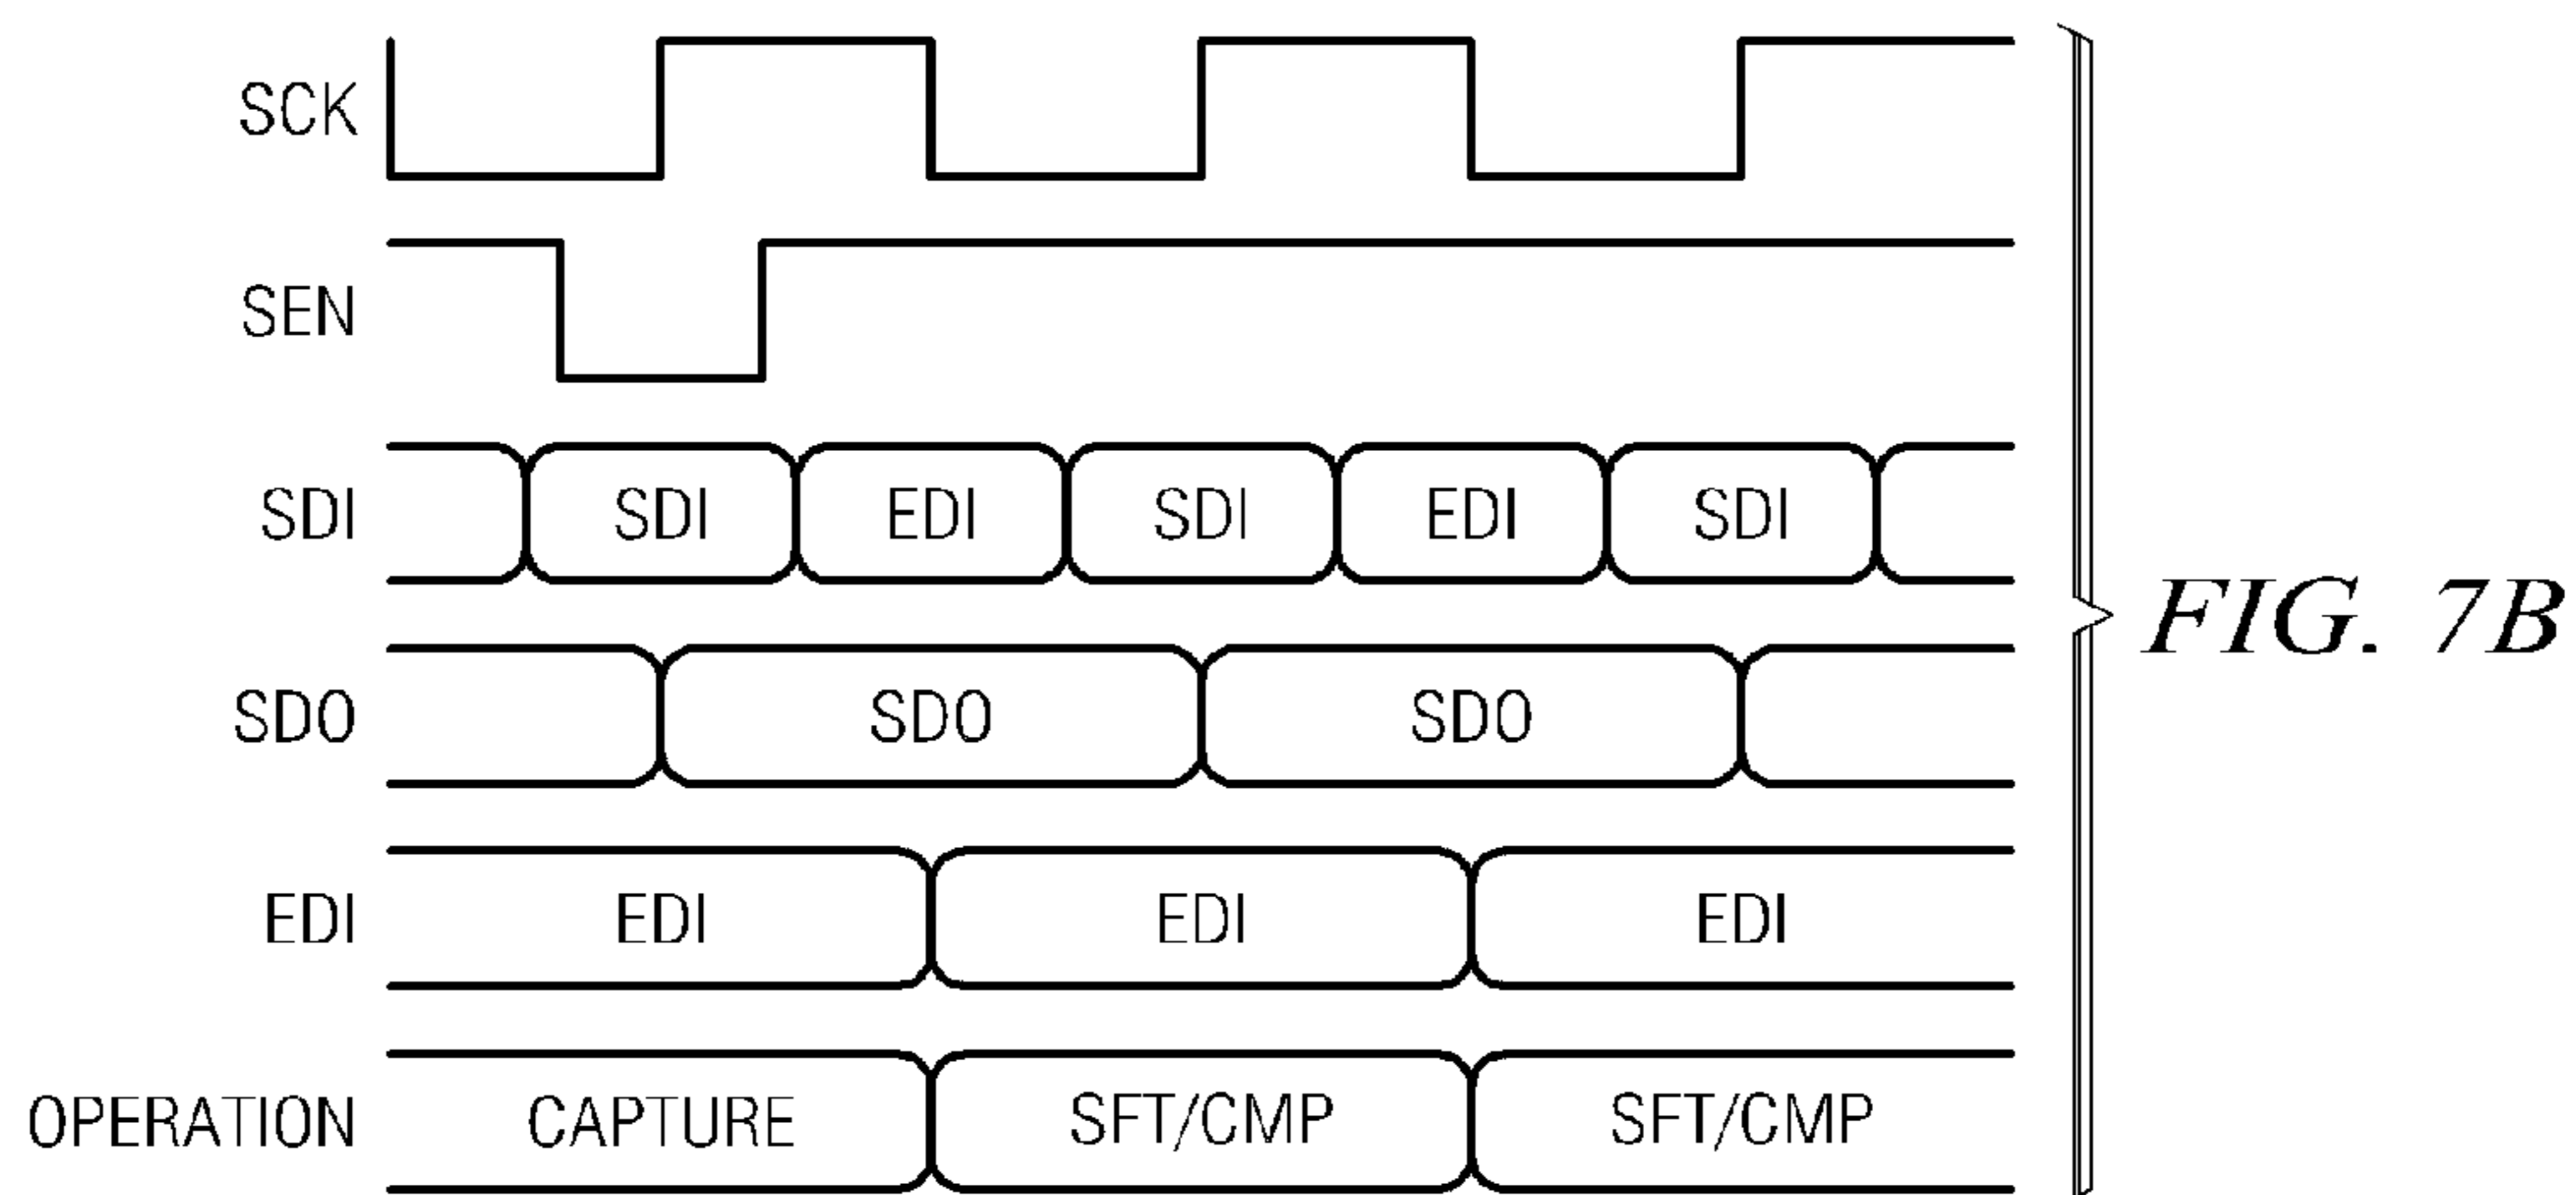 SCK
SEN
SDI SDI EDI SDI EDI SDI
SDO SDO SDO
EDI EDI EDI EDI
OPERATION CAPTURE SFT/CMP SFT/CMP
FIG. 7B